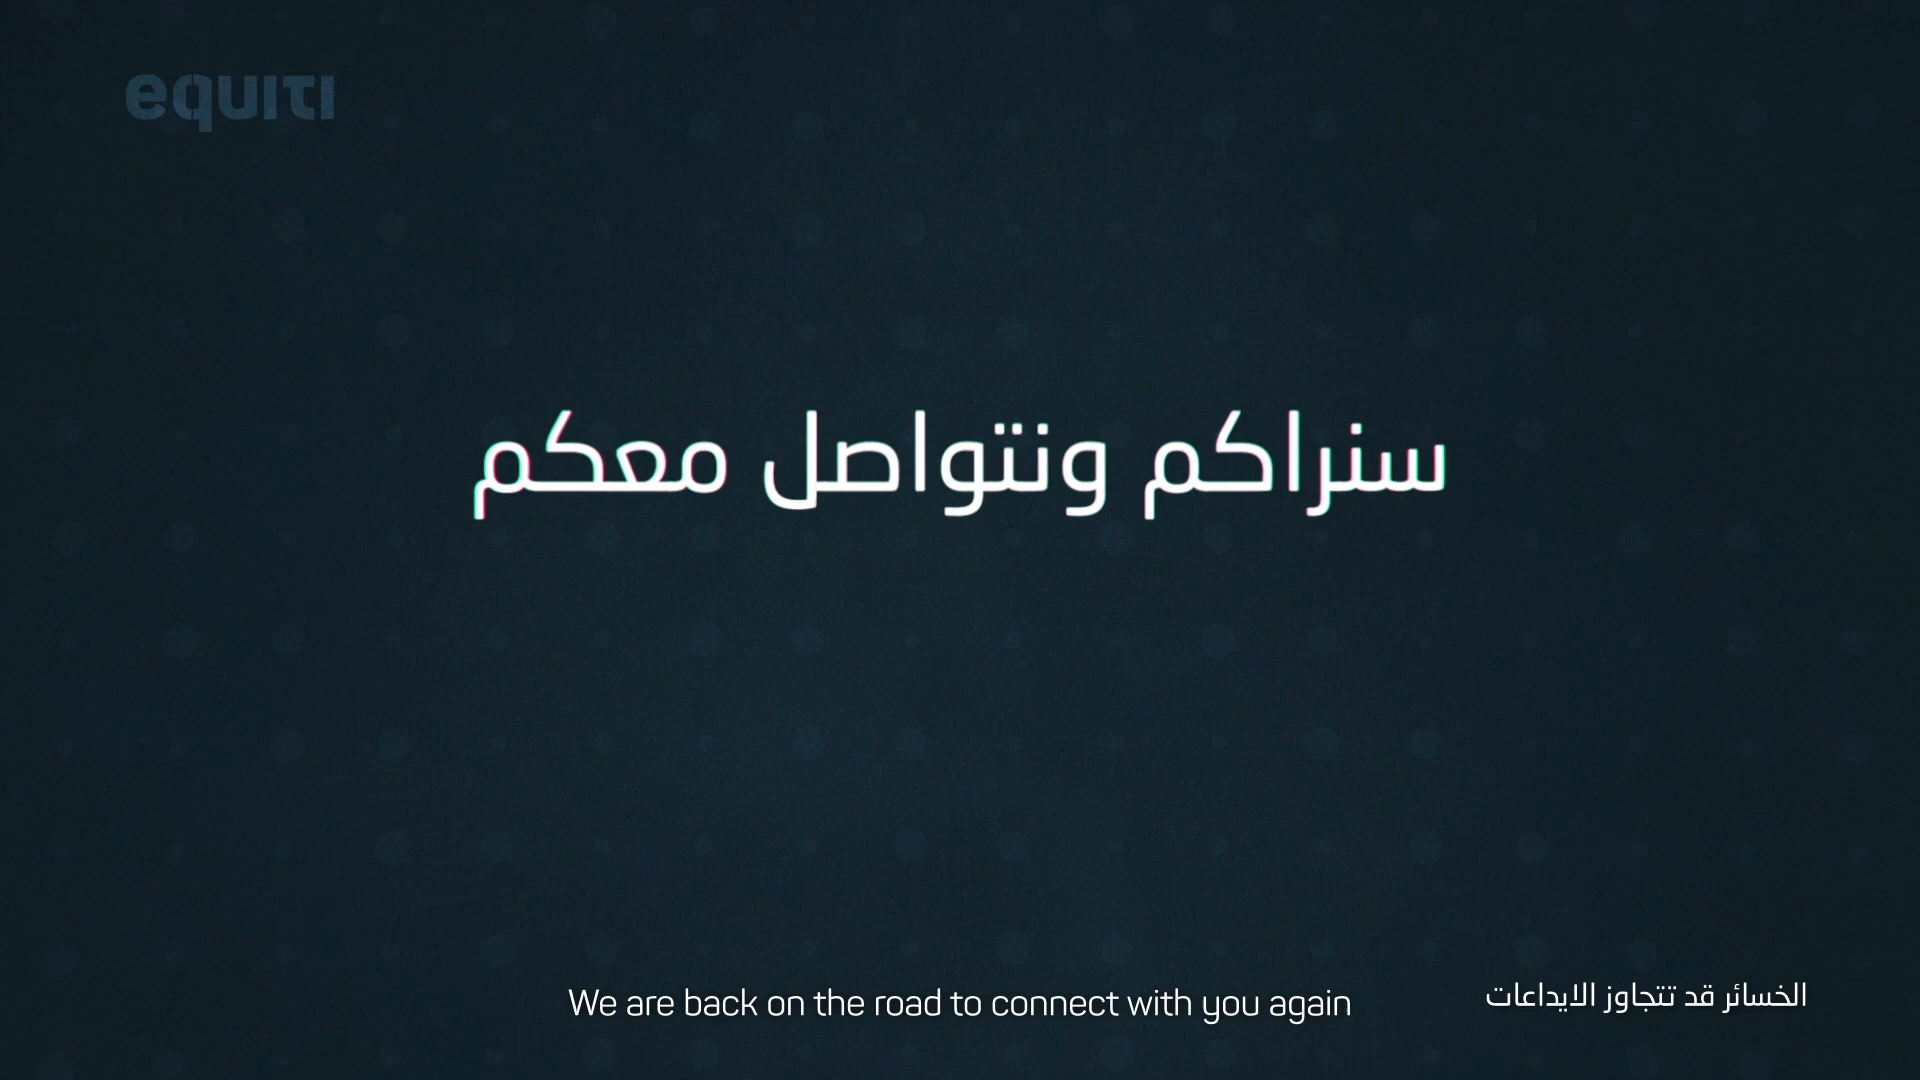 equiti
سنراكم ونتواصل معكم
We are back on the road to connect with you again
الخسائر قد تتجاوز الايداعات